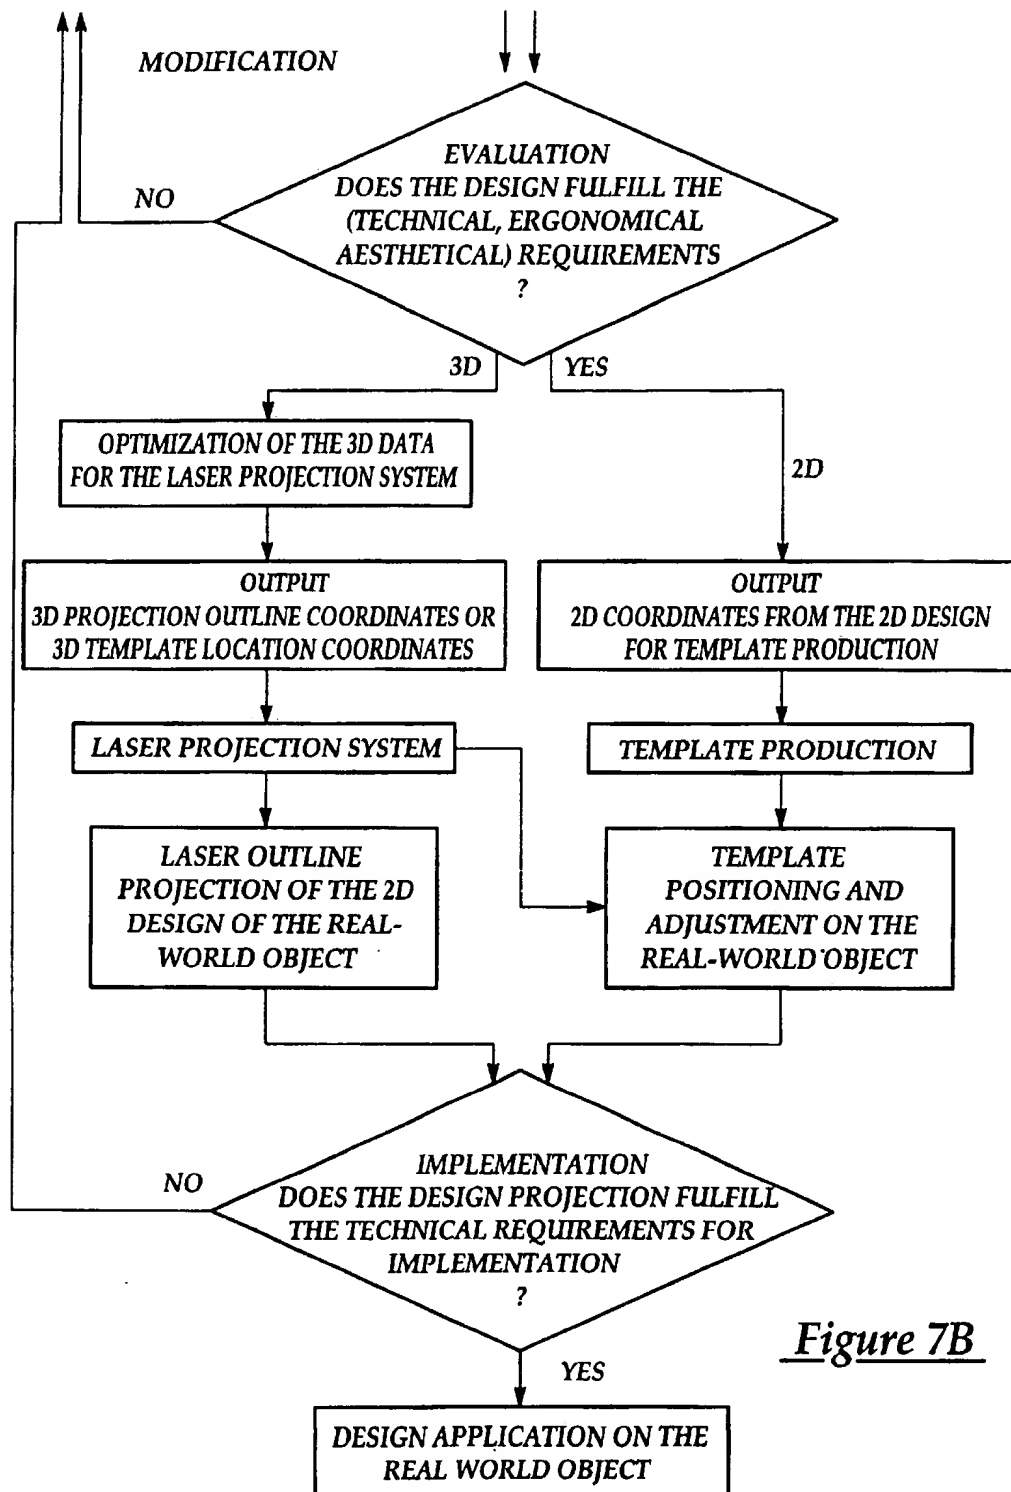 MODIFICATION
EVALUATION
DOES THE DESIGN FULFILL THE
(TECHNICAL, ERGONOMICAL
AESTHETICAL) REQUIREMENTS
?
NO
3D
YES
OPTIMIZATION OF THE 3D DATA
FOR THE LASER PROJECTION SYSTEM
2D
OUTPUT
3D PROJECTION OUTLINE COORDINATES OR
3D TEMPLATE LOCATION COORDINATES
OUTPUT
2D COORDINATES FROM THE 2D DESIGN
FOR TEMPLATE PRODUCTION
LASER PROJECTION SYSTEM
TEMPLATE PRODUCTION
LASER OUTLINE
PROJECTION OF THE 2D
DESIGN OF THE REAL-
WORLD OBJECT
TEMPLATE
POSITIONING AND
ADJUSTMENT ON THE
REAL-WORLD OBJECT
NO
IMPLEMENTATION
DOES THE DESIGN PROJECTION FULFILL
THE TECHNICAL REQUIREMENTS FOR
IMPLEMENTATION
?
Figure 7B
YES
DESIGN APPLICATION ON THE
REAL WORLD OBJECT